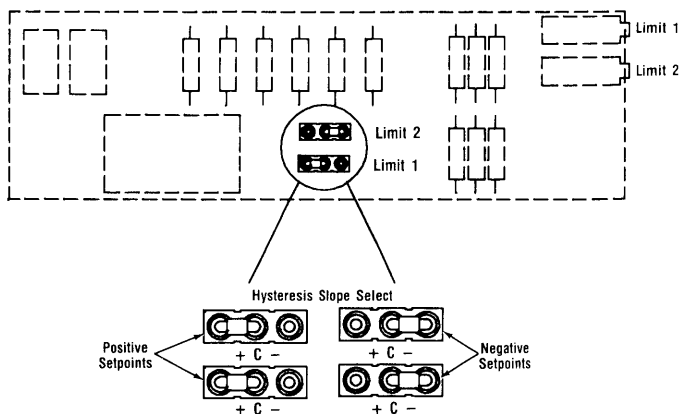 Limit 1
Limit 2
Limit 2
Limit 1
Hysteresis Slope Select
Positive
Setpoints
+ C -
+ C -
Negative
Setpoints
+ C -
+ C -